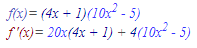 f(x)= (4x + 1)(10x² - 5)
f'(x)= 20x(4x + 1) + 4(10x² - 5)